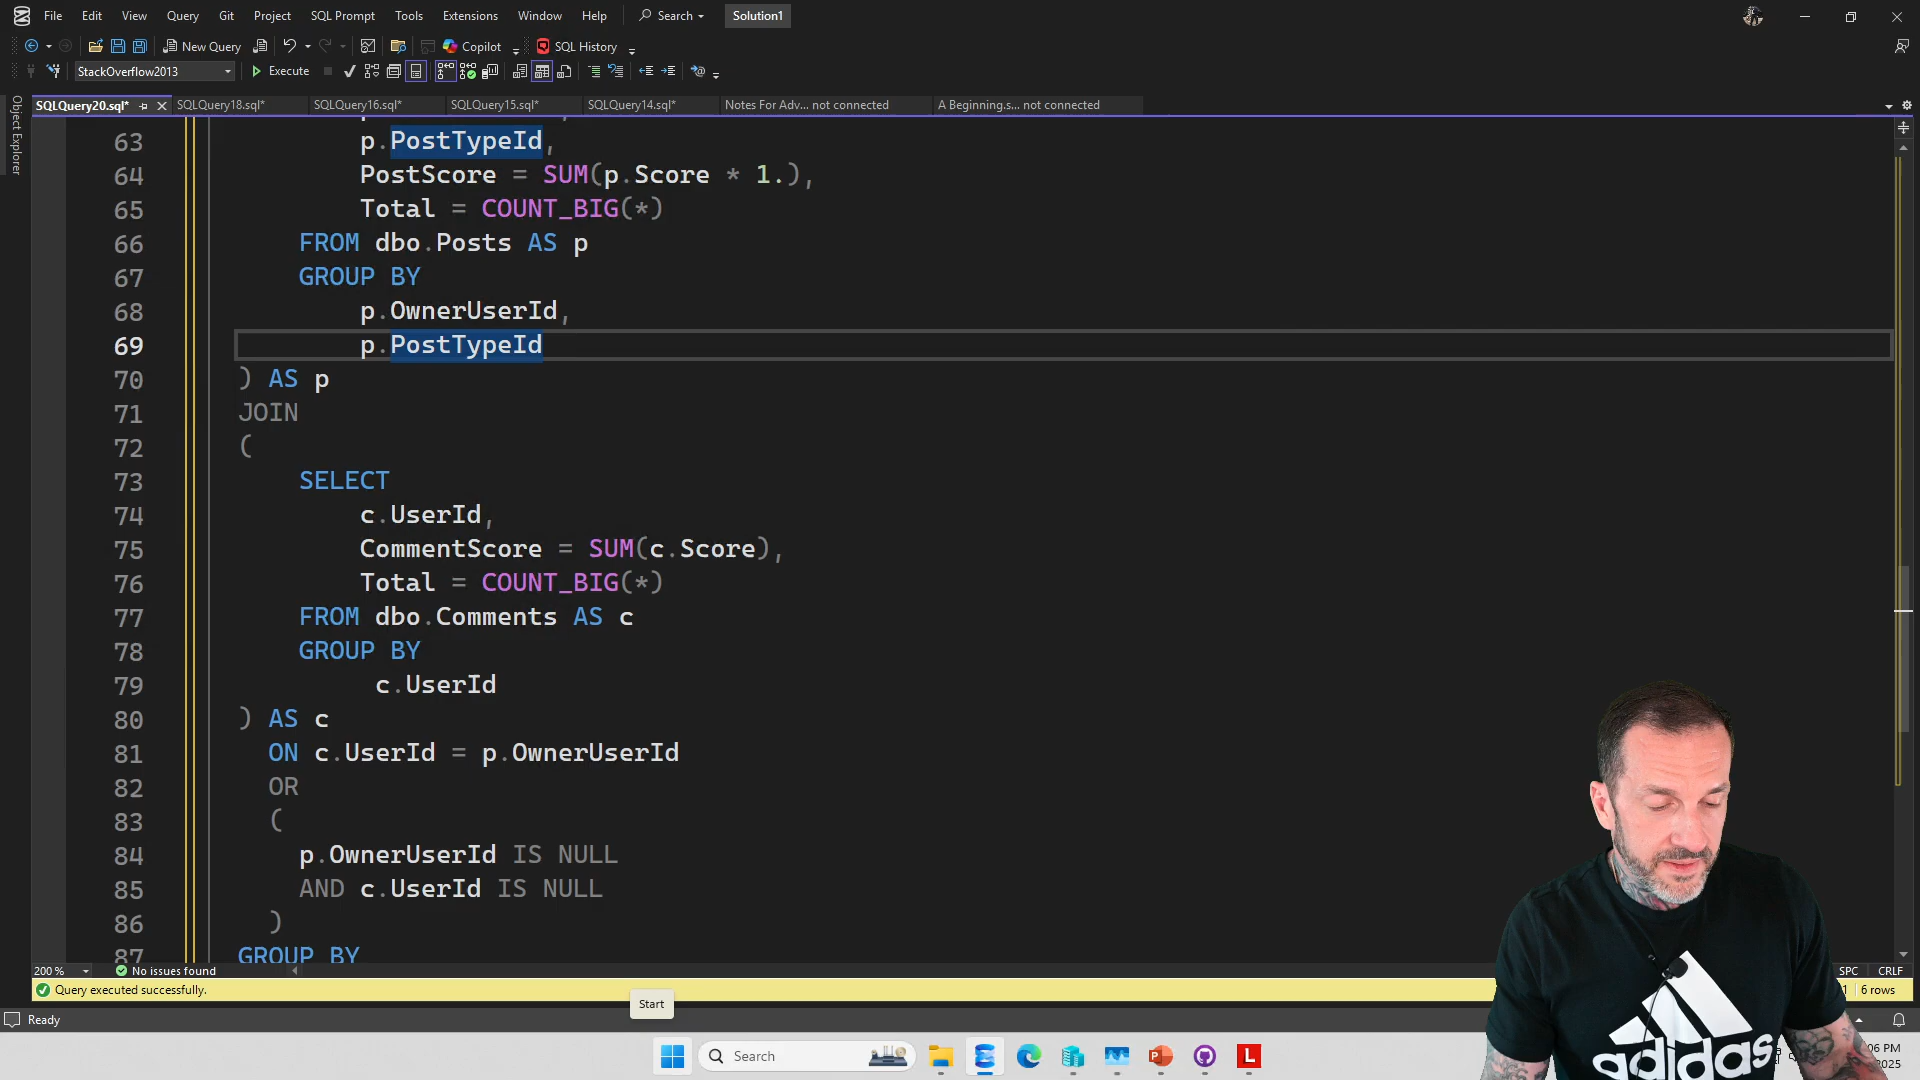 File Edit View Query Git Project SQL Prompt Tools Extensions Window Help Search Solution1
New Query Copilot SQL History
StackOverflow2013 Execute
SQLQuery20.sql* SQLQuery18.sql* SQLQuery16.sql* SQLQuery15.sql* SQLQuery14.sql* Notes For Adv... not connected A Beginning.s... not connected
Object Explorer
63 p.PostTypeId,
64 PostScore = SUM(p.Score * 1.),
65 Total = COUNT_BIG(*)
66 FROM dbo.Posts AS p
67 GROUP BY
68 p.OwnerUserId,
69 p.PostTypeId
70 ) AS p
71 JOIN
72 (
73 SELECT
74 c.UserId,
75 CommentScore = SUM(c.Score),
76 Total = COUNT_BIG(*)
77 FROM dbo.Comments AS c
78 GROUP BY
79 c.UserId
80 ) AS c
81 ON c.UserId = p.OwnerUserId
82 OR
83 (
84 p.OwnerUserId IS NULL
85 AND c.UserId IS NULL
86 )
87 GROUP BY
200 % No issues found SPC CRLF
Query executed successfully. 6 rows
Start
Ready
Search L
adidas